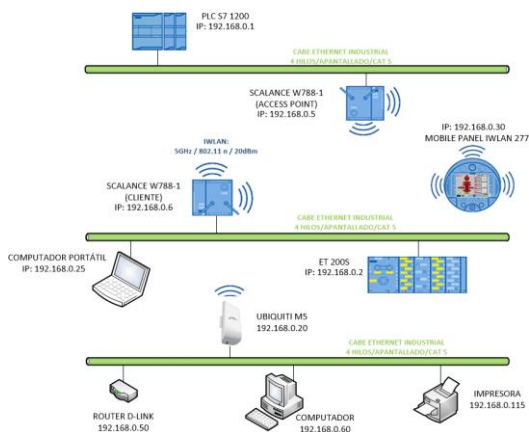 PLC S7 1200
IP: 192.168.0.1
CABE ETHERNET INDUSTRIAL
4 HILOS/APANTALLADO/CAT 5
SCALANCE W788-1
(ACCESS POINT)
IP: 192.168.0.5
IP: 192.168.0.30
MOBILE PANEL IWLAN 277
IWLAN:
5GHz / 802.11 n / 20dBm
SCALANCE W788-1
(CLIENTE)
IP: 192.168.0.6
CABE ETHERNET INDUSTRIAL
4 HILOS/APANTALLADO/CAT 5
COMPUTADOR PORTÁTIL
IP: 192.168.0.25
ET 200S
IP: 192.168.0.2
UBIQUITI M5
192.168.0.20
CABE ETHERNET INDUSTRIAL
4 HILOS/APANTALLADO/CAT 5
ROUTER D-LINK
192.168.0.50
COMPUTADOR
192.168.0.60
IMPRESORA
192.168.0.115